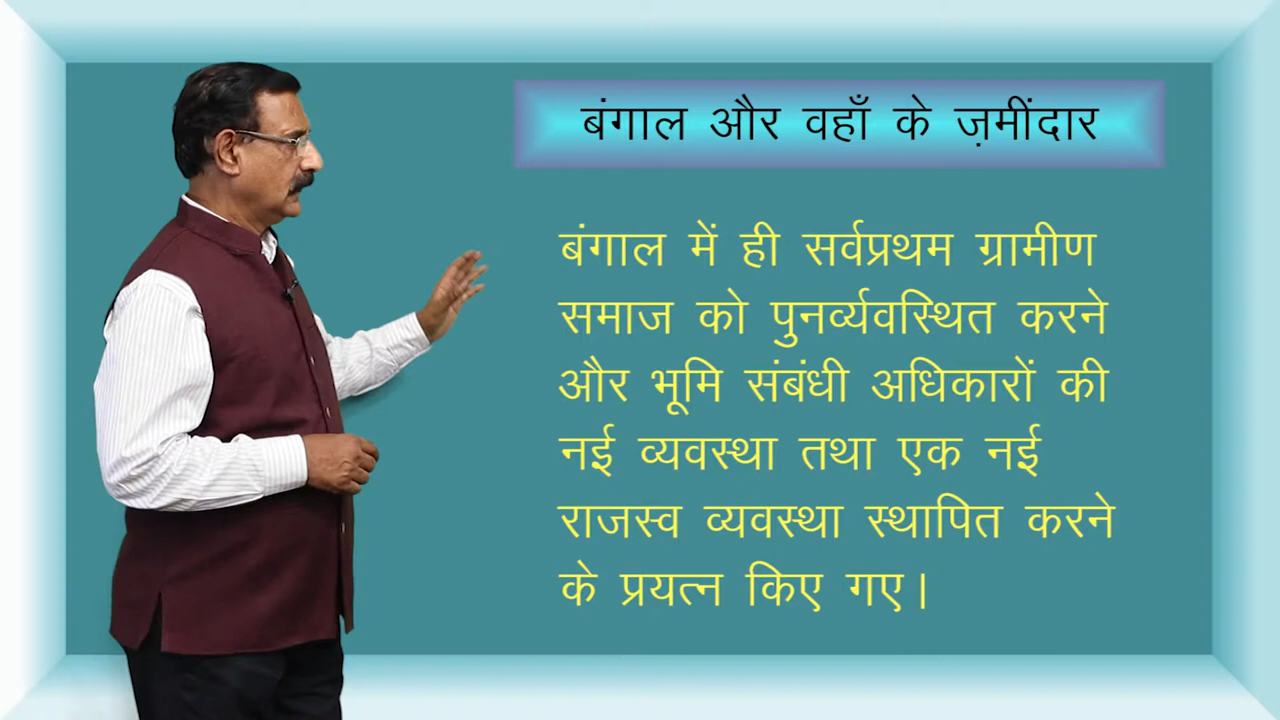 बंगाल और वहाँ के ज़मींदार
बंगाल में ही सर्वप्रथम ग्रामीण
समाज को पुनर्व्यवस्थित करने
और भूमि संबंधी अधिकारों की
नई व्यवस्था तथा एक नई
राजस्व व्यवस्था स्थापित करने
के प्रयत्न किए गए।